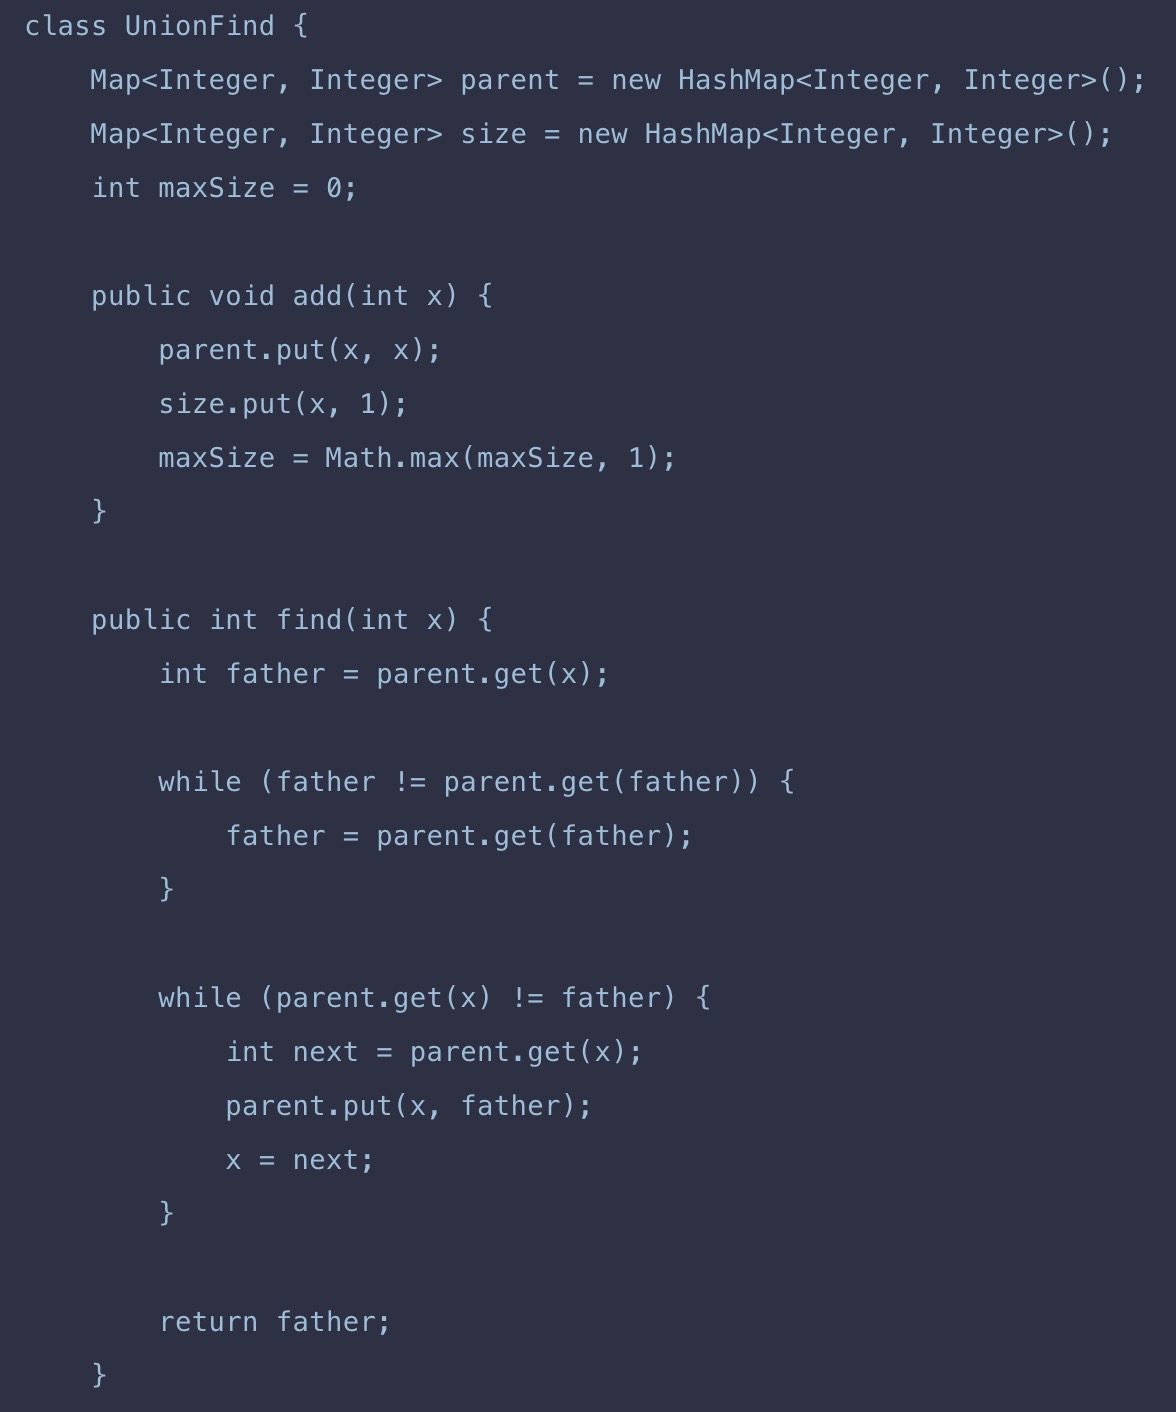 class UnionFind {
    Map<Integer, Integer> parent = new HashMap<Integer, Integer>();
    Map<Integer, Integer> size = new HashMap<Integer, Integer>();
    int maxSize = 0;

    public void add(int x) {
        parent.put(x, x);
        size.put(x, 1);
        maxSize = Math.max(maxSize, 1);
    }

    public int find(int x) {
        int father = parent.get(x);

        while (father != parent.get(father)) {
            father = parent.get(father);
        }

        while (parent.get(x) != father) {
            int next = parent.get(x);
            parent.put(x, father);
            x = next;
        }

        return father;
    }